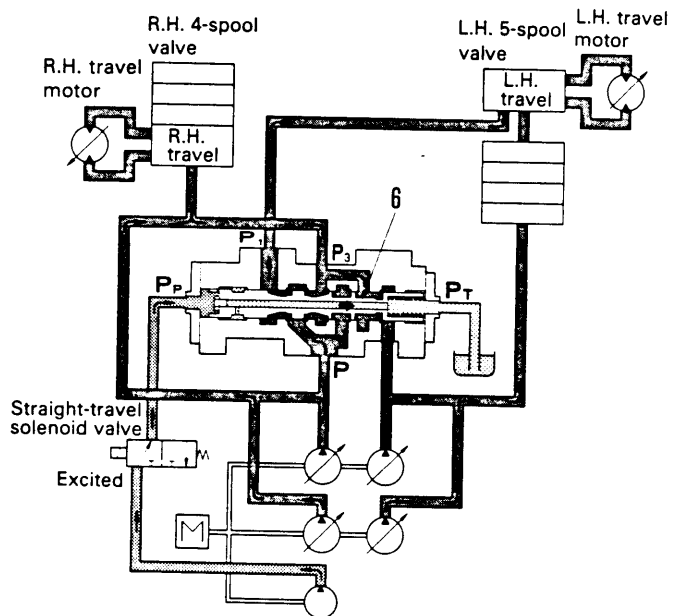 R.H. 4-spool
valve
L.H. 5-spool
valve
L.H. travel
motor
R.H. travel
motor
L.H.
travel
R.H.
travel
6
P₁
P₃
Pₚ
P_T
P
Straight-travel
solenoid valve
Excited
M